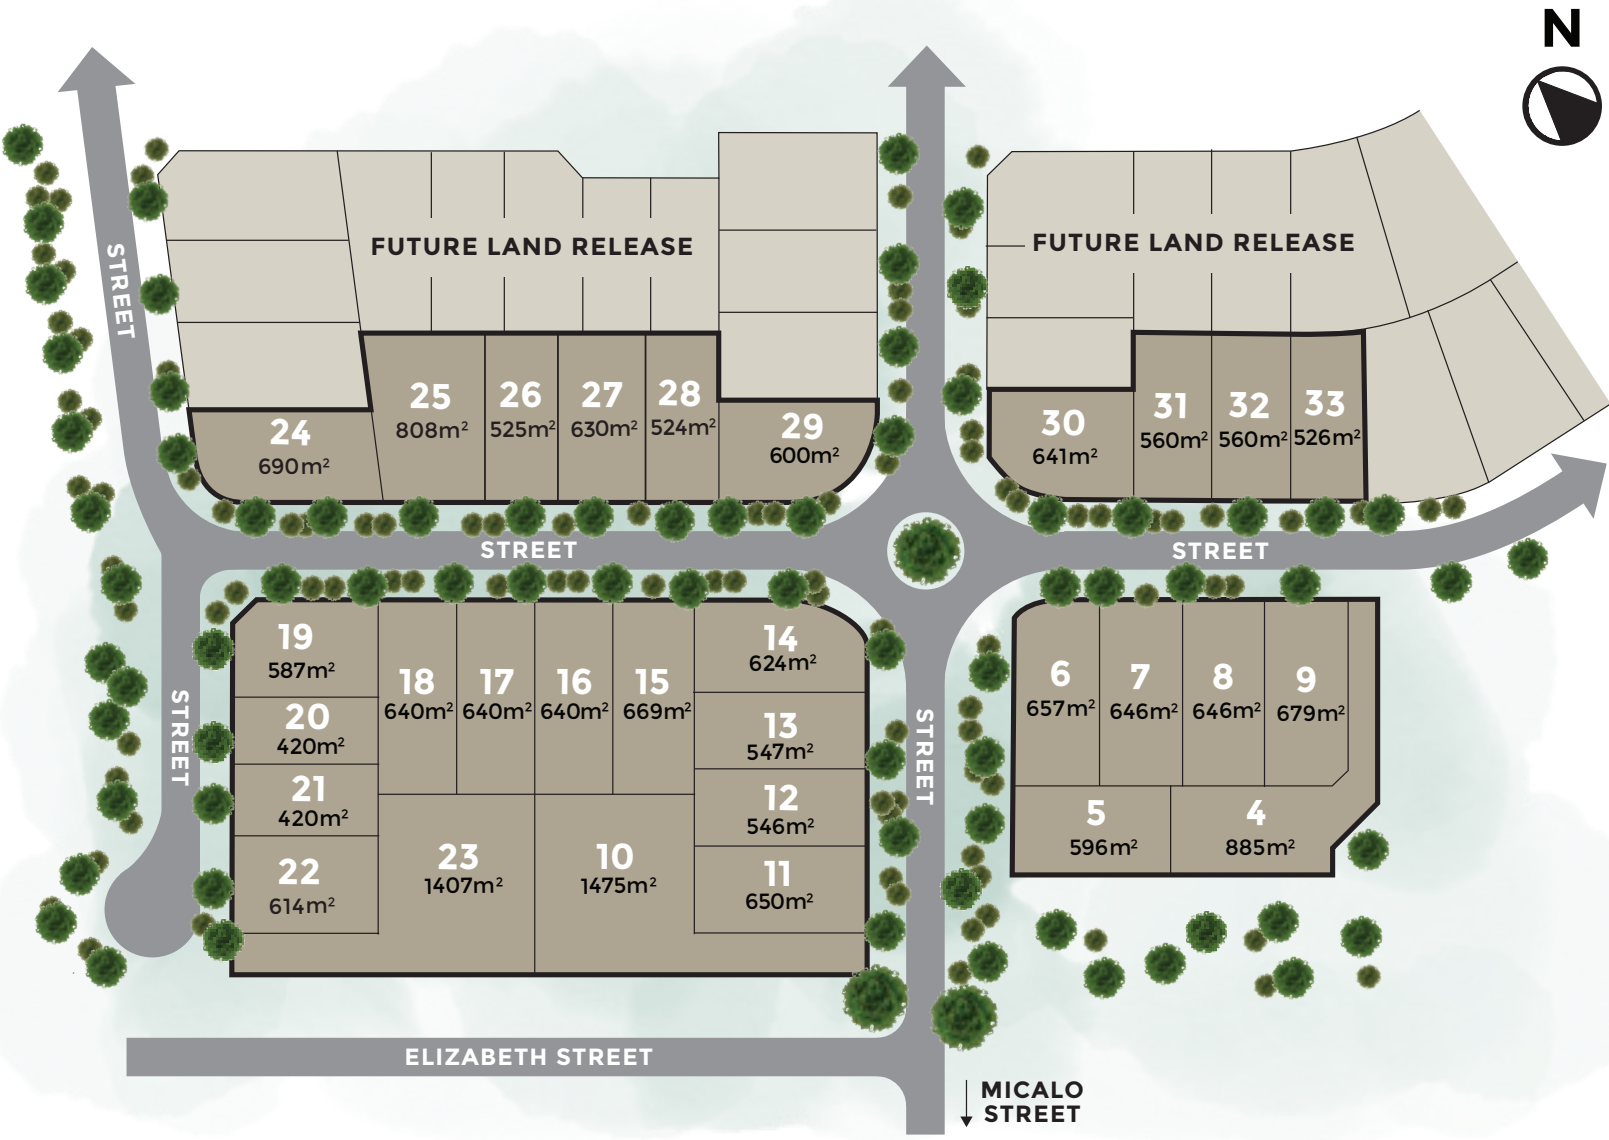 N
FUTURE LAND RELEASE
FUTURE LAND RELEASE
STREET
24
690m²
25
808m²
26
525m²
27
630m²
28
524m²
29
600m²
30
641m²
31
560m²
32
560m²
33
526m²
STREET
STREET
19
587m²
20
420m²
21
420m²
22
614m²
18
640m²
17
640m²
16
640m²
15
669m²
14
624m²
13
547m²
12
546m²
11
650m²
23
1407m²
10
1475m²
STREET
STREET
6
657m²
7
646m²
8
646m²
9
679m²
5
596m²
4
885m²
ELIZABETH STREET
MICALO
STREET